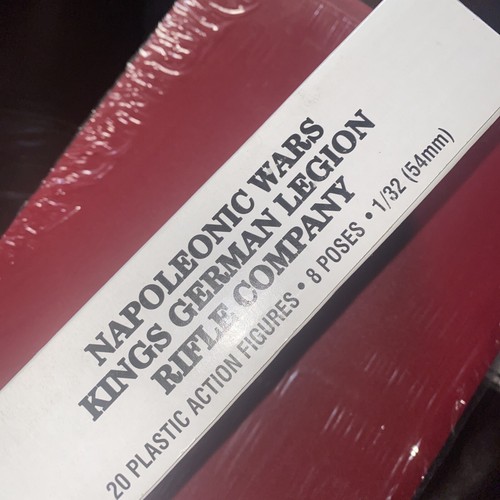 NAPOLEONIC WARS
KINGS GERMAN LEGION
RIFLE COMPANY
20 PLASTIC ACTION FIGURES • 8 POSES • 1/32 (54mm)